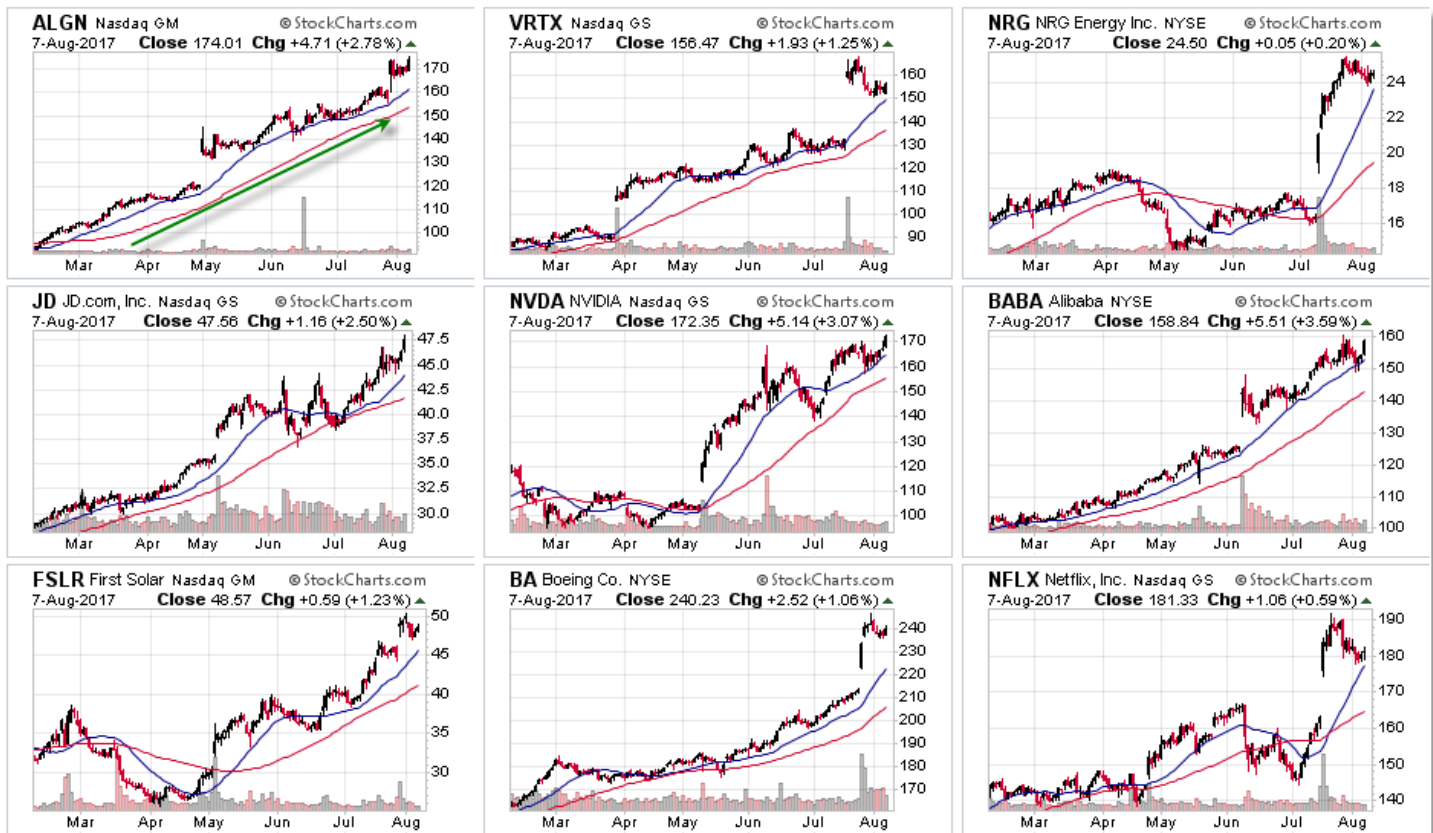 ALGN Nasdaq GM © StockCharts.com
7-Aug-2017 Close 174.01 Chg +4.71 (+2.78%)
170
160
150
140
130
120
110
100
Mar Apr May Jun Jul Aug
VRTX Nasdaq GS © StockCharts.com
7-Aug-2017 Close 156.47 Chg +1.93 (+1.25%)
160
150
140
130
120
110
100
90
Mar Apr May Jun Jul Aug
NRG NRG Energy Inc. NYSE © StockCharts.com
7-Aug-2017 Close 24.50 Chg +0.05 (+0.20%)
24
22
20
18
16
Mar Apr May Jun Jul Aug
JD JD.com, Inc. Nasdaq GS © StockCharts.com
7-Aug-2017 Close 47.56 Chg +1.16 (+2.50%)
47.5
45.0
42.5
40.0
37.5
35.0
32.5
30.0
Mar Apr May Jun Jul Aug
NVDA NVIDIA Nasdaq GS © StockCharts.com
7-Aug-2017 Close 172.35 Chg +5.14 (+3.07%)
170
160
150
140
130
120
110
100
Mar Apr May Jun Jul Aug
BABA Alibaba NYSE © StockCharts.com
7-Aug-2017 Close 158.84 Chg +5.51 (+3.59%)
160
150
140
130
120
110
100
Mar Apr May Jun Jul Aug
FSLR First Solar Nasdaq GM © StockCharts.com
7-Aug-2017 Close 48.57 Chg +0.59 (+1.23%)
50
45
40
35
30
Mar Apr May Jun Jul Aug
BA Boeing Co. NYSE © StockCharts.com
7-Aug-2017 Close 240.23 Chg +2.52 (+1.06%)
240
230
220
210
200
190
180
170
Mar Apr May Jun Jul Aug
NFLX Netflix, Inc. Nasdaq GS © StockCharts.com
7-Aug-2017 Close 181.33 Chg +1.06 (+0.59%)
190
180
170
160
150
140
Mar Apr May Jun Jul Aug